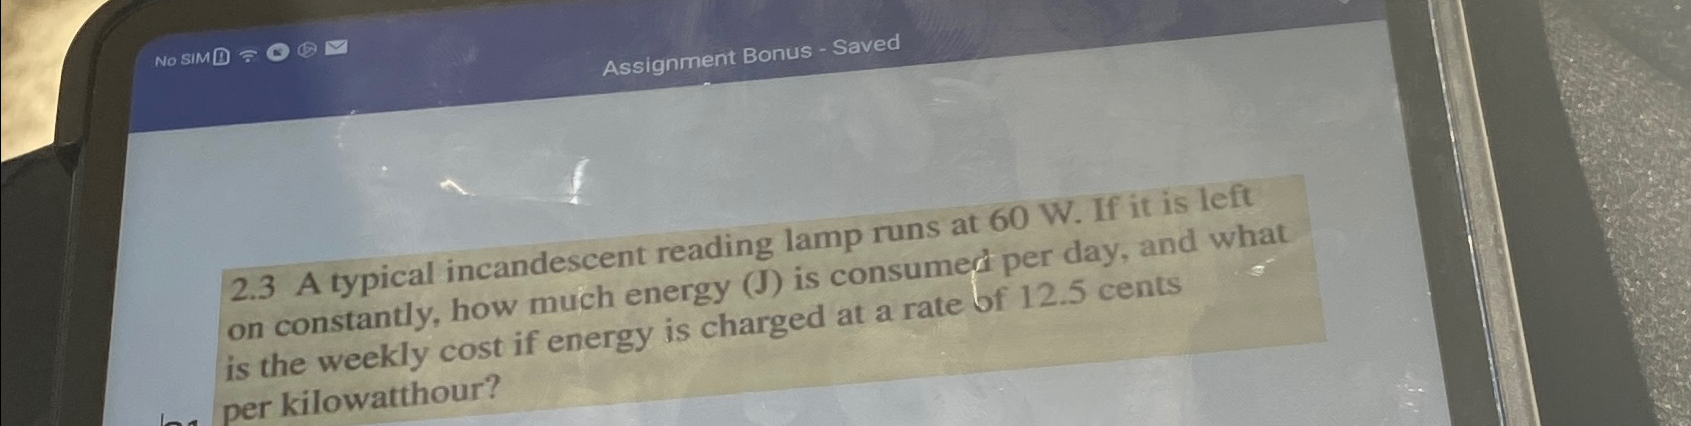 No SIM
Assignment Bonus - Saved
2.3 A typical incandescent reading lamp runs at 60 W. If it is left
on constantly, how much energy (J) is consumed per day, and what
is the weekly cost if energy is charged at a rate of 12.5 cents
per kilowatthour?